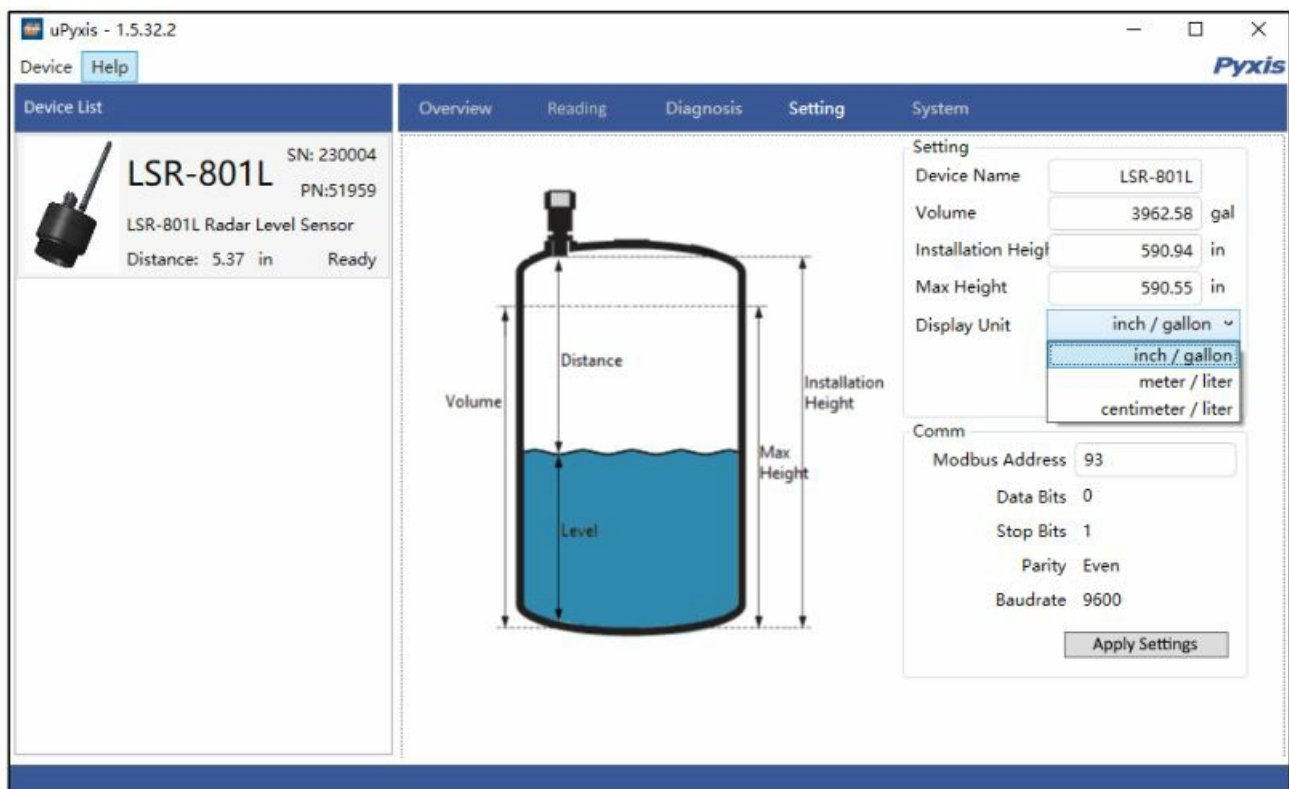 uPyxis - 1.5.32.2
Device Help
Pyxis
Device List
Overview Reading Diagnosis Setting System
LSR-801L
SN: 230004
PN:51959
LSR-801L Radar Level Sensor
Distance: 5.37 in Ready
Distance
Volume
Installation
Height
Max
Height
Level
Setting
Device Name LSR-801L
Volume 3962.58 gal
Installation Heigh 590.94 in
Max Height 590.55 in
Display Unit inch / gallon
inch / gallon
meter / liter
centimeter / liter
Comm
Modbus Address 93
Data Bits 0
Stop Bits 1
Parity Even
Baudrate 9600
Apply Settings